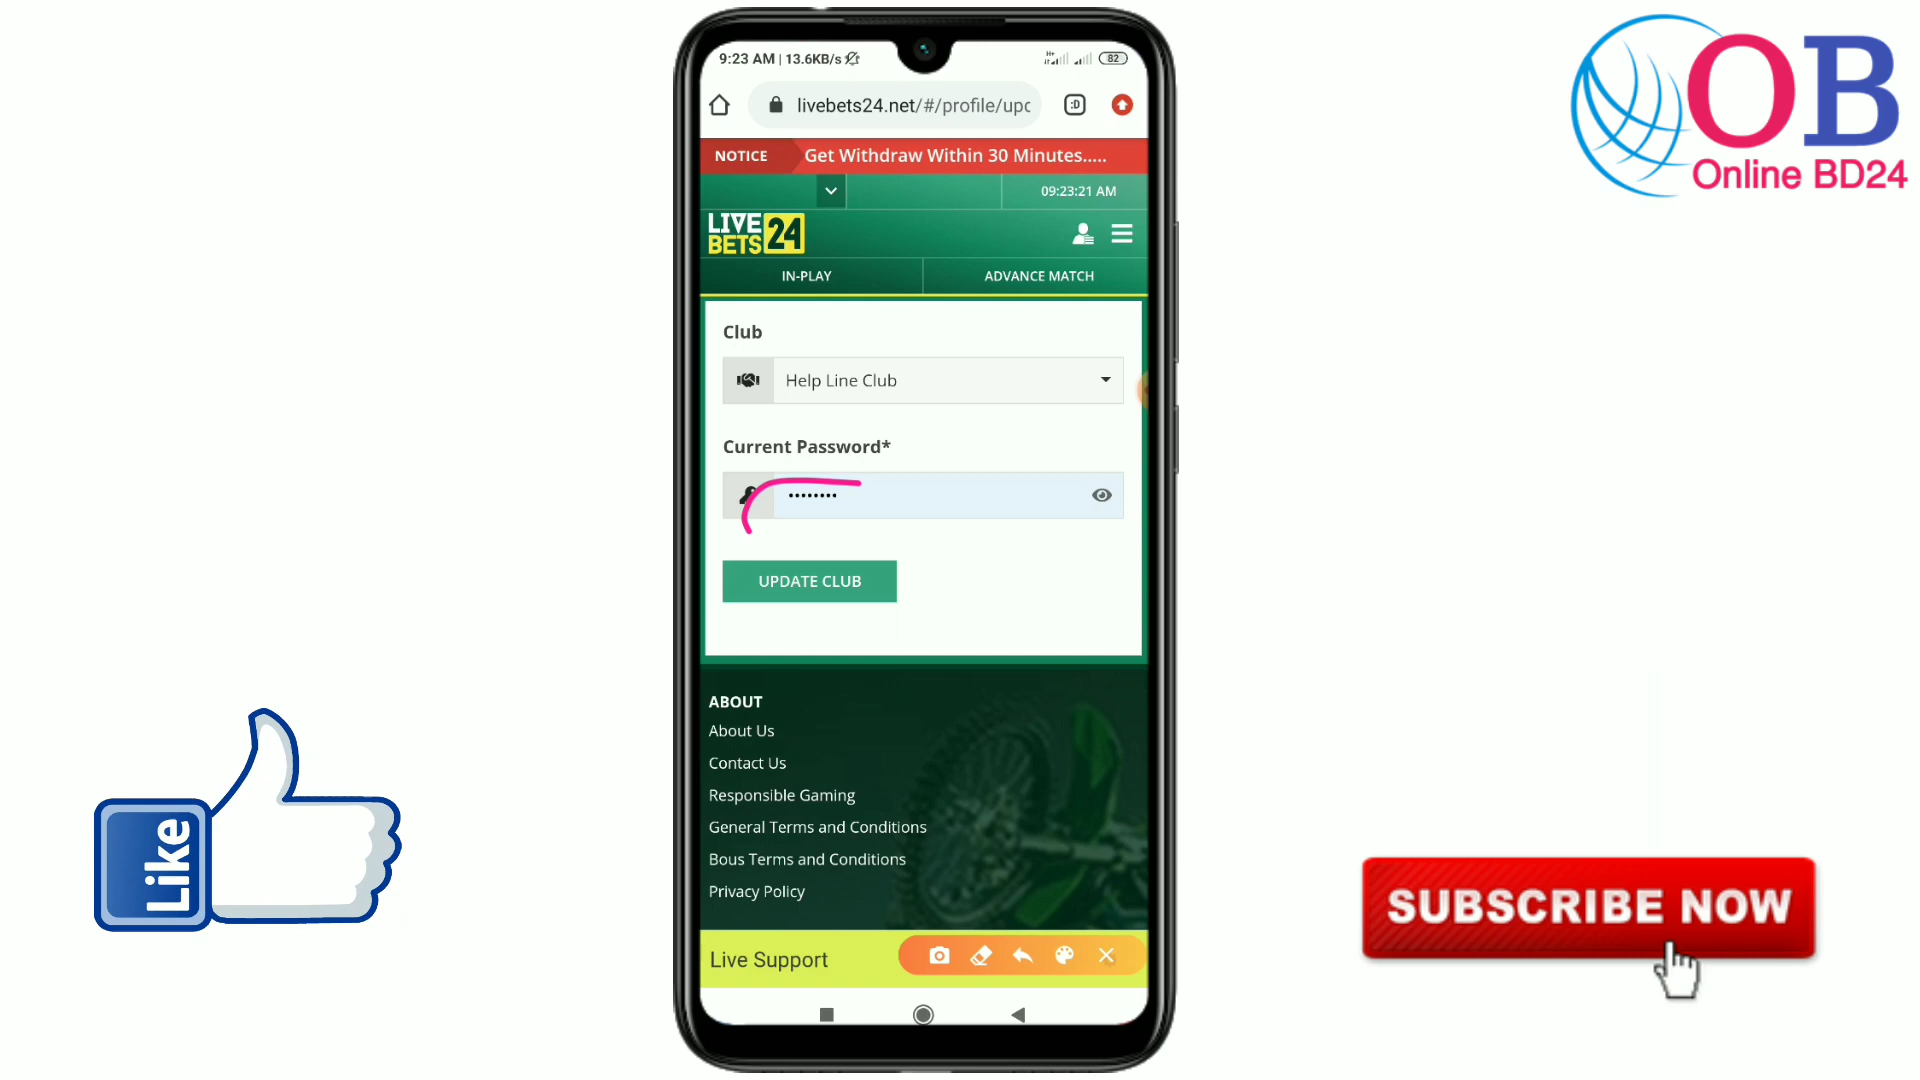 9:23 AM | 13.6KB/s
82
livebets24.net/#/profile/upd
:D
NOTICE
Get Withdraw Within 30 Minutes.....
09:23:21 AM
LIVE
BETS 24
IN-PLAY
ADVANCE MATCH
Club
Help Line Club
Current Password*
••••••••
UPDATE CLUB
ABOUT
About Us
Contact Us
Responsible Gaming
General Terms and Conditions
Bous Terms and Conditions
Privacy Policy
Live Support
OB
Online BD24
Like
SUBSCRIBE NOW